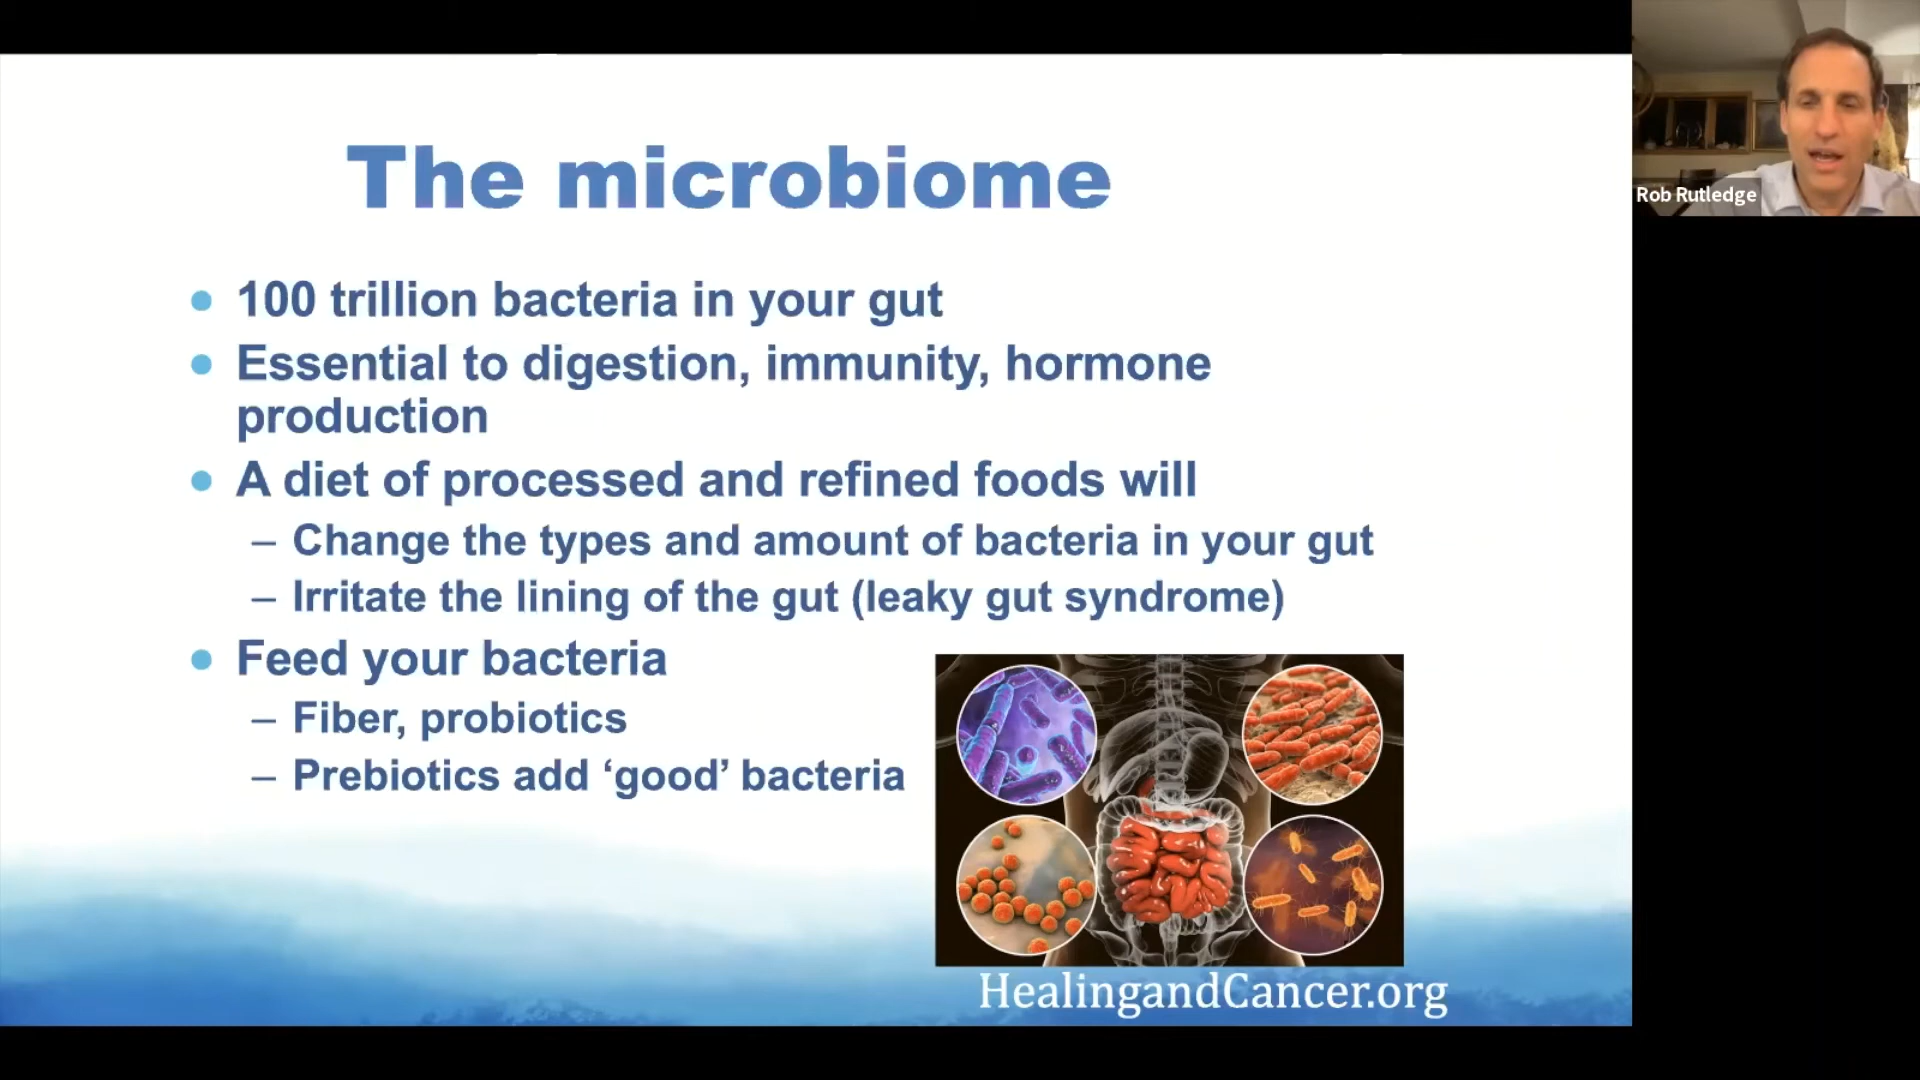 The microbiome
• 100 trillion bacteria in your gut
• Essential to digestion, immunity, hormone
production
• A diet of processed and refined foods will
– Change the types and amount of bacteria in your gut
– Irritate the lining of the gut (leaky gut syndrome)
• Feed your bacteria
– Fiber, probiotics
– Prebiotics add ‘good’ bacteria
HealingandCancer.org
Rob Rutledge